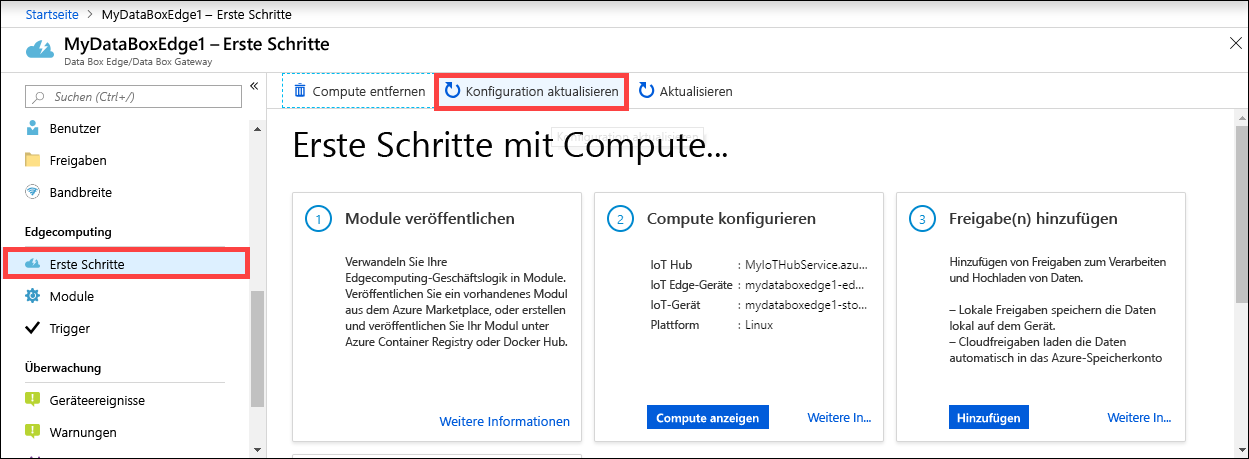 Startseite > MyDataBoxEdge1 – Erste Schritte
MyDataBoxEdge1 – Erste Schritte
Data Box Edge/Data Box Gateway
Suchen (Ctrl+/)
Benutzer
Freigaben
Bandbreite
Edgecomputing
Erste Schritte
Module
Trigger
Überwachung
Geräteereignisse
Warnungen
Compute entfernen
Konfiguration aktualisieren
Aktualisieren
Konfiguration aktualisieren
Erste Schritte mit Compute...
1 Module veröffentlichen
Verwandeln Sie Ihre
Edgecomputing-Geschäftslogik in Module.
Veröffentlichen Sie ein vorhandenes Modul
aus dem Azure Marketplace, oder erstellen
und veröffentlichen Sie Ihr Modul unter
Azure Container Registry oder Docker Hub.
Weitere Informationen
2 Compute konfigurieren
IoT Hub : MyIoTHubService.azu...
IoT Edge-Geräte : mydataboxedge1-ed...
IoT-Gerät : mydataboxedge1-sto...
Plattform : Linux
Compute anzeigen
Weitere In...
3 Freigabe(n) hinzufügen
Hinzufügen von Freigaben zum Verarbeiten
und Hochladen von Daten.
– Lokale Freigaben speichern die Daten
lokal auf dem Gerät.
– Cloudfreigaben laden die Daten
automatisch in das Azure-Speicherkonto
Hinzufügen
Weitere In...